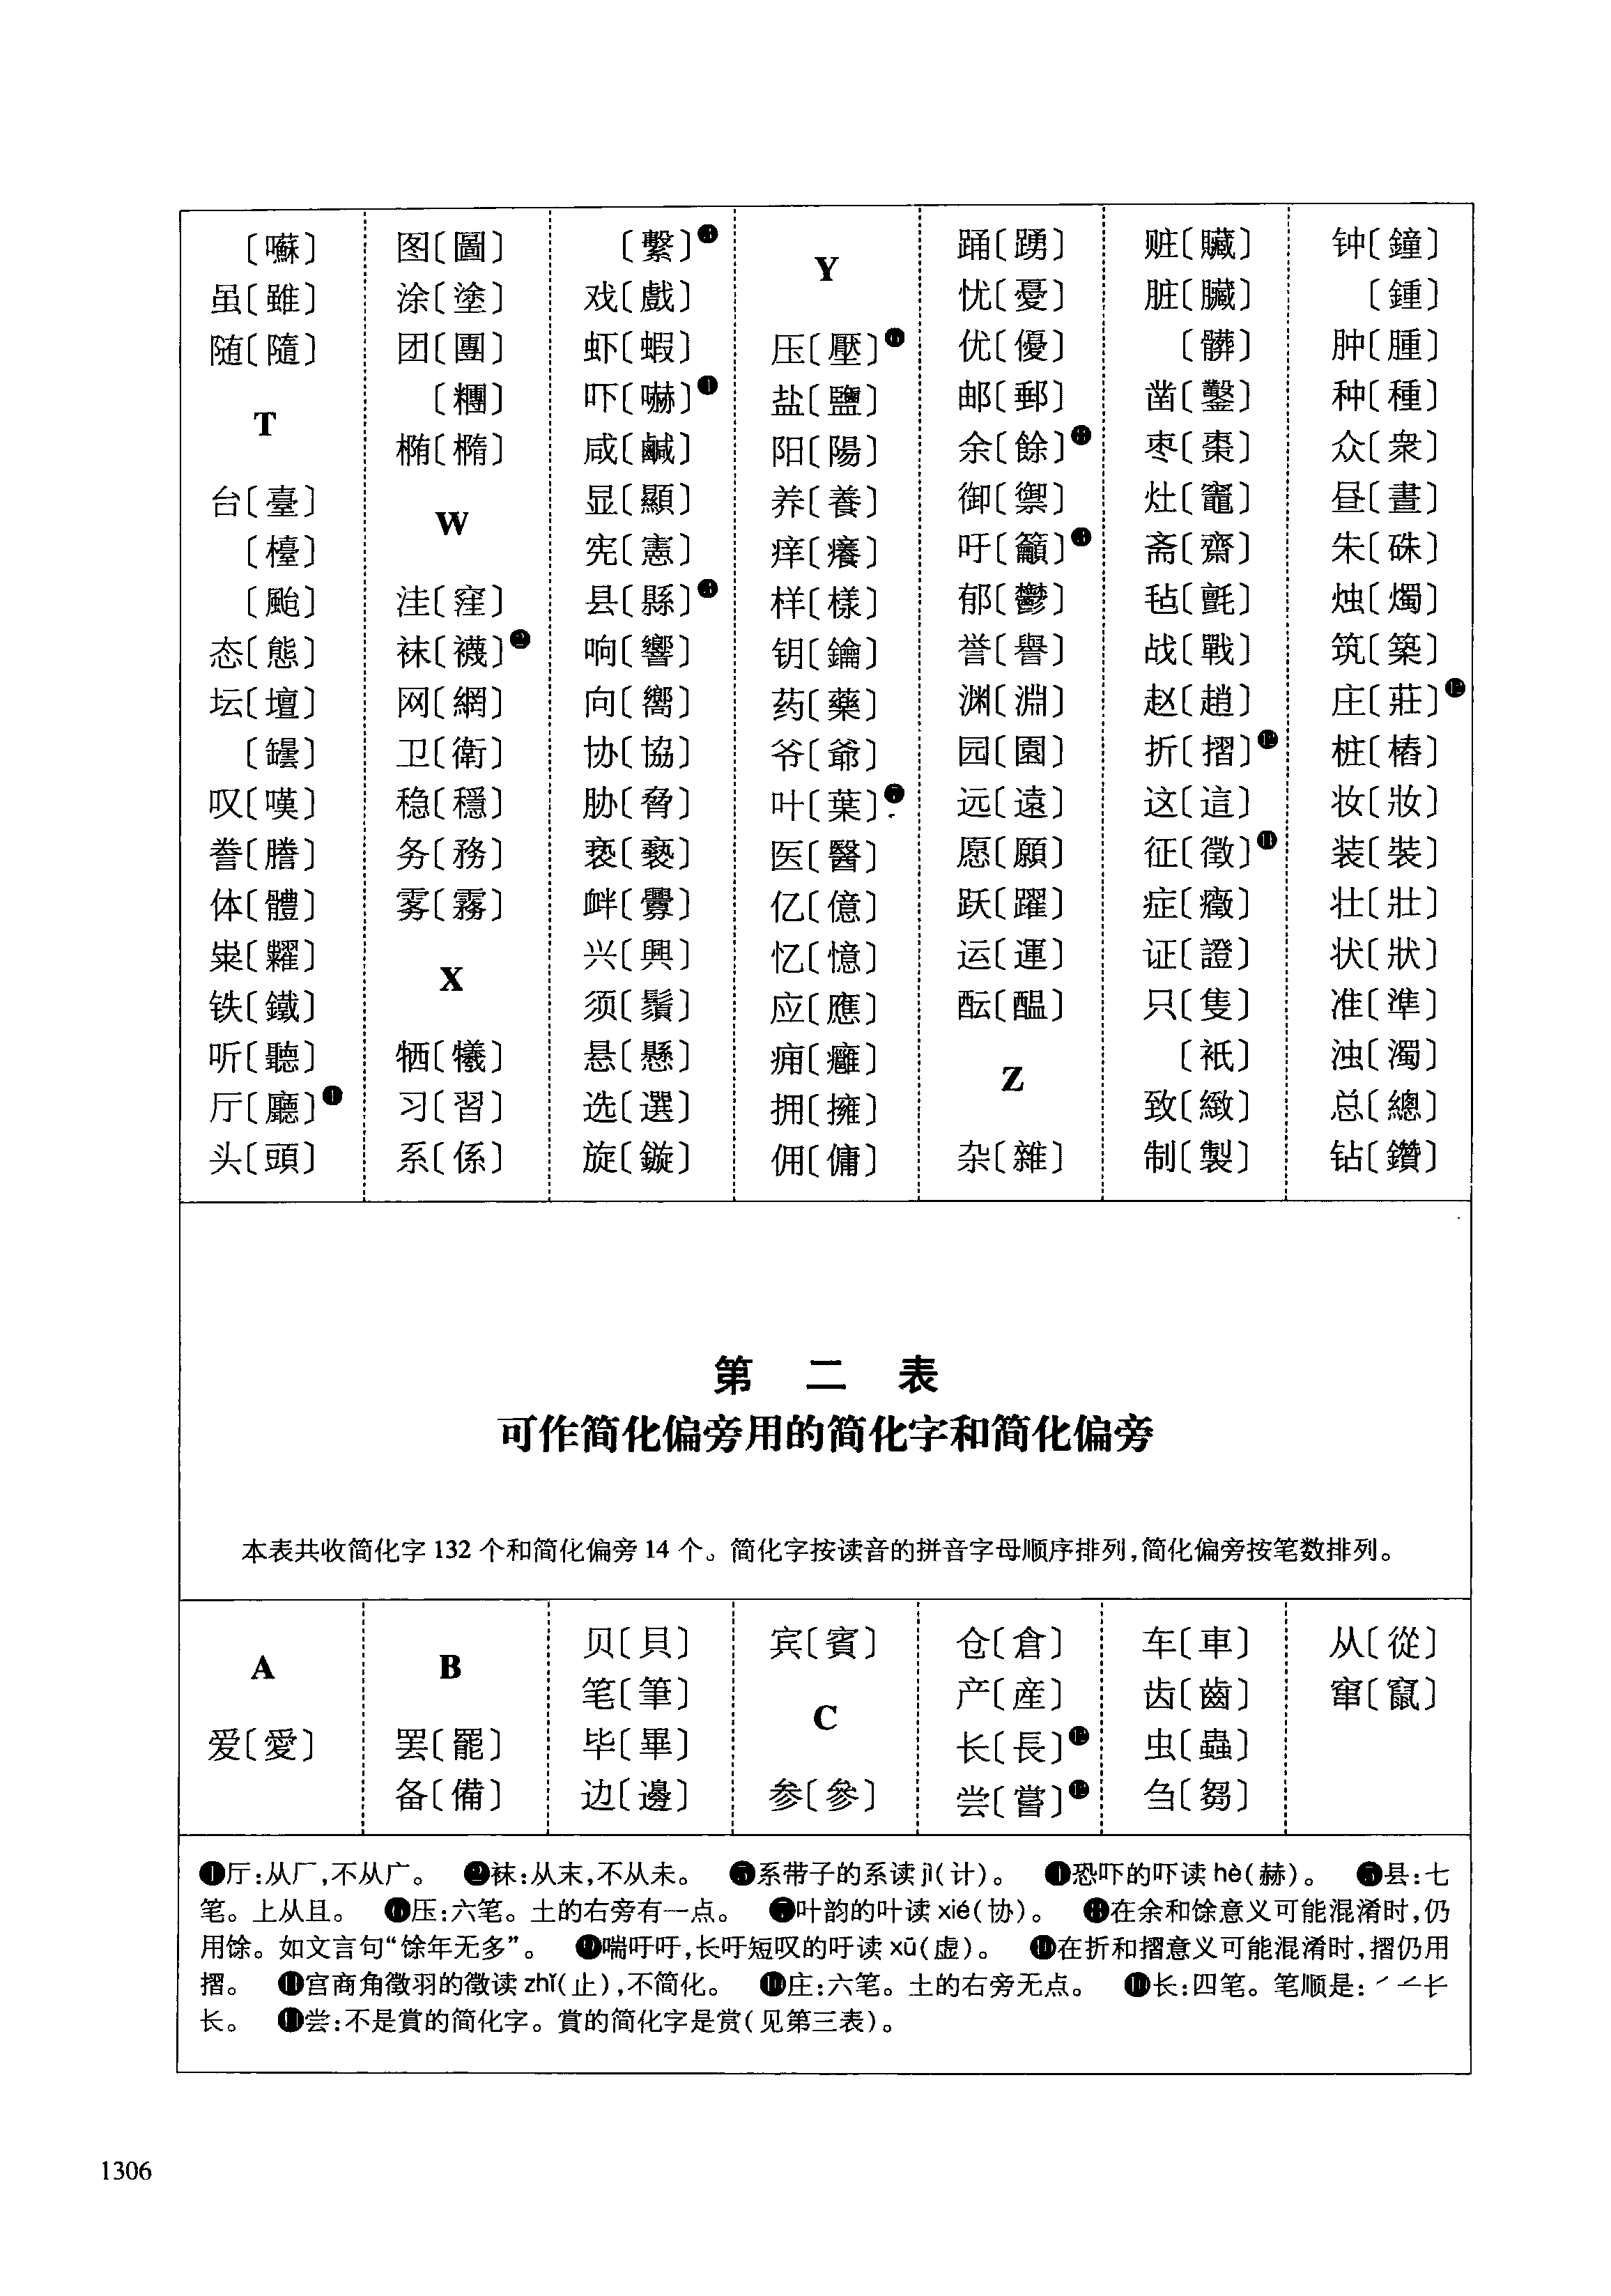 〔囌〕
虽〔雖〕
随〔隨〕
T
台〔臺〕
〔檯〕
〔颱〕
态〔態〕
坛〔壇〕
〔罎〕
叹〔嘆〕
誊〔謄〕
体〔體〕
粜〔糶〕
铁〔鐵〕
听〔聽〕
厅〔廳〕❶
头〔頭〕
图〔圖〕
涂〔塗〕
团〔團〕
〔糰〕
椭〔橢〕
W
洼〔窪〕
袜〔襪〕❷
网〔網〕
卫〔衛〕
稳〔穩〕
务〔務〕
雾〔霧〕
X
牺〔犧〕
习〔習〕
系〔係〕
〔繫〕❸
戏〔戲〕
虾〔蝦〕
吓〔嚇〕❹
咸〔鹹〕
显〔顯〕
宪〔憲〕
县〔縣〕❺
响〔響〕
向〔嚮〕
协〔協〕
胁〔脅〕
亵〔褻〕
衅〔釁〕
兴〔興〕
须〔鬚〕
悬〔懸〕
选〔選〕
旋〔鏇〕
Y
压〔壓〕❻
盐〔鹽〕
阳〔陽〕
养〔養〕
痒〔癢〕
样〔樣〕
钥〔鑰〕
药〔藥〕
爷〔爺〕
叶〔葉〕❼
医〔醫〕
亿〔億〕
忆〔憶〕
应〔應〕
痈〔癰〕
拥〔擁〕
佣〔傭〕
踊〔踴〕
忧〔憂〕
优〔優〕
邮〔郵〕
余〔餘〕❽
御〔禦〕
吁〔籲〕❾
郁〔鬱〕
誉〔譽〕
渊〔淵〕
园〔園〕
远〔遠〕
愿〔願〕
跃〔躍〕
运〔運〕
酝〔醖〕
Z
杂〔雜〕
赃〔贜〕
脏〔臟〕
〔髒〕
凿〔鑿〕
枣〔棗〕
灶〔竈〕
斋〔齋〕
毡〔氈〕
战〔戰〕
赵〔趙〕
折〔摺〕❿
这〔這〕
征〔徵〕⓫
症〔癥〕
证〔證〕
只〔隻〕
〔衹〕
致〔緻〕
制〔製〕
钟〔鐘〕
〔鍾〕
肿〔腫〕
种〔種〕
众〔衆〕
昼〔晝〕
朱〔硃〕
烛〔燭〕
筑〔築〕
庄〔莊〕⓬
桩〔樁〕
妆〔妝〕
装〔裝〕
壮〔壯〕
状〔狀〕
准〔準〕
浊〔濁〕
总〔總〕
钻〔鑽〕
第 二 表
可作简化偏旁用的简化字和简化偏旁
本表共收简化字 132 个和简化偏旁 14 个。简化字按读音的拼音字母顺序排列,简化偏旁按笔数排列。
A
爱〔愛〕
B
罢〔罷〕
备〔備〕
贝〔貝〕
笔〔筆〕
毕〔畢〕
边〔邊〕
宾〔賓〕
C
参〔參〕
仓〔倉〕
产〔産〕
长〔長〕⓭
尝〔嘗〕⓮
车〔車〕
齿〔齒〕
虫〔蟲〕
刍〔芻〕
从〔從〕
窜〔竄〕
❶厅:从厂,不从广。 ❷袜:从末,不从未。 ❸系带子的系读 jì(计)。 ❹恐吓的吓读 hè(赫)。 ❺县:七
笔。上从且。 ❻压:六笔。土的右旁有一点。 ❼叶韵的叶读 xié(协)。 ❽在余和馀意义可能混淆时,仍
用馀。如文言句“馀年无多”。 ❾喘吁吁,长吁短叹的吁读 xū(虚)。 ❿在折和摺意义可能混淆时,摺仍用
摺。 ⓫宫商角徵羽的徵读 zhǐ(止),不简化。 ⓬庄:六笔。土的右旁无点。 ⓭长:四笔。笔顺是:
长。 ⓮尝:不是賞的简化字。賞的简化字是赏(见第三表)。
1306